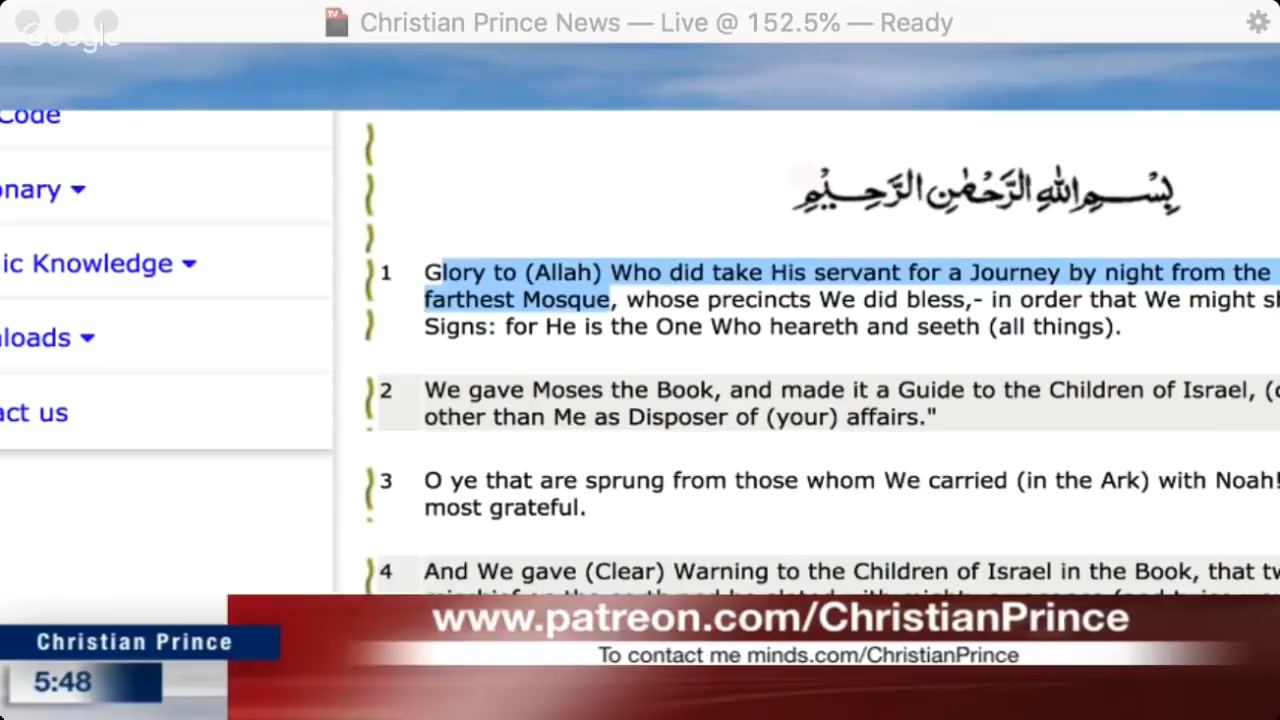 Google
Christian Prince News — Live @ 152.5% — Ready
Code
onary
ic Knowledge
loads
act us
بِسْمِ اللهِ الرَّحْمٰنِ الرَّحِيْمِ
1 Glory to (Allah) Who did take His servant for a Journey by night from the
farthest Mosque, whose precincts We did bless,- in order that We might sh
Signs: for He is the One Who heareth and seeth (all things).
2 We gave Moses the Book, and made it a Guide to the Children of Israel, (c
other than Me as Disposer of (your) affairs."
3 O ye that are sprung from those whom We carried (in the Ark) with Noah!
most grateful.
4 And We gave (Clear) Warning to the Children of Israel in the Book, that tw
www.patreon.com/ChristianPrince
To contact me minds.com/ChristianPrince
Christian Prince
5:48